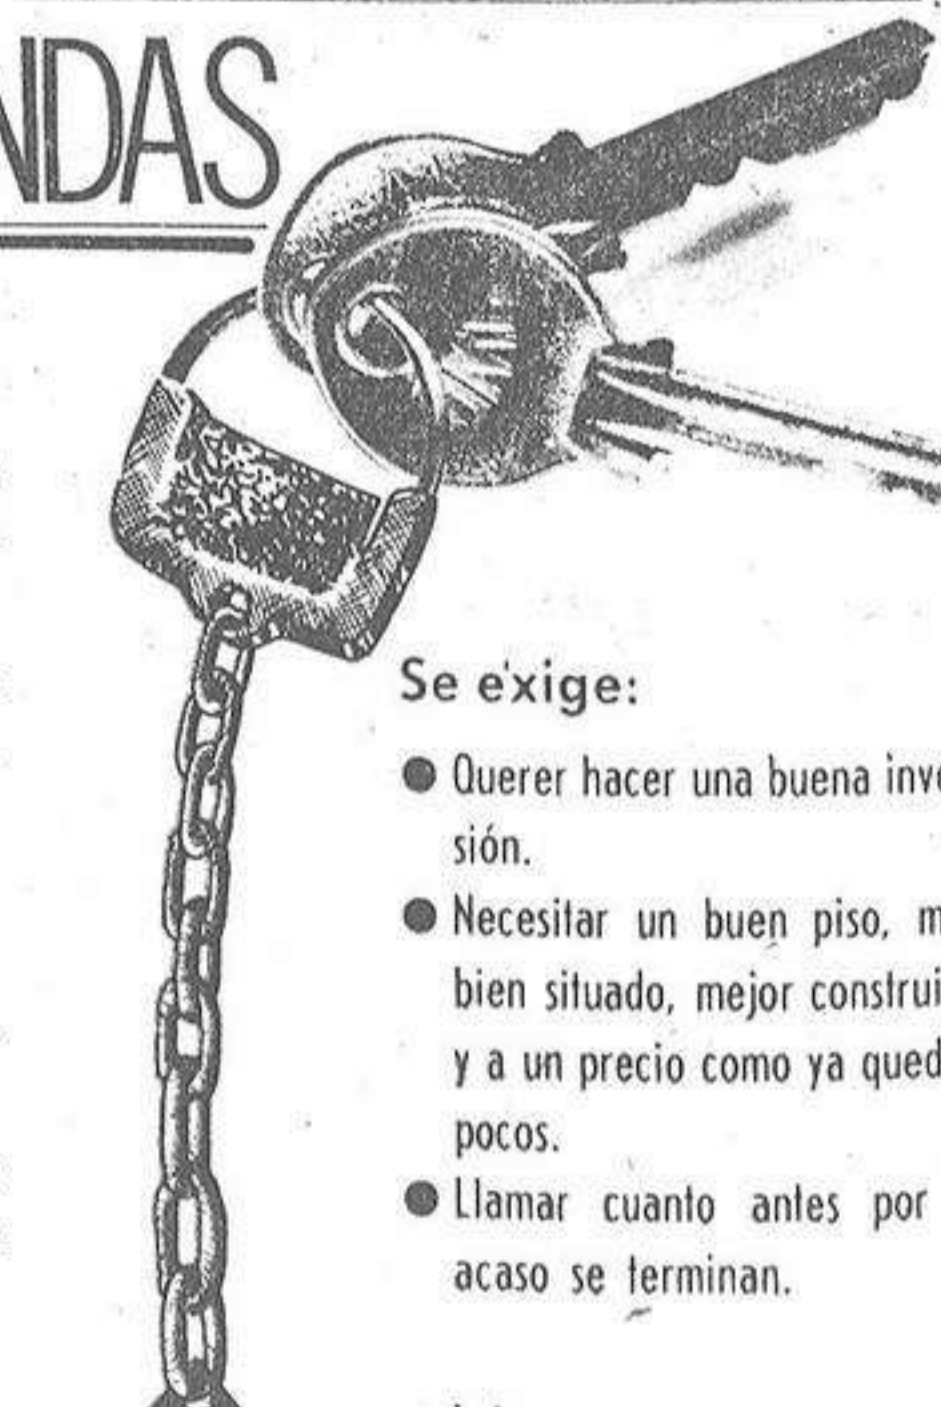 NDAS
Se exige:
● Querer hacer una buena inve
sión.
● Necesitar un buen piso, m
bien situado, mejor construi
y a un precio como ya qued
pocos.
● Llamar cuanto antes por
acaso se terminan.